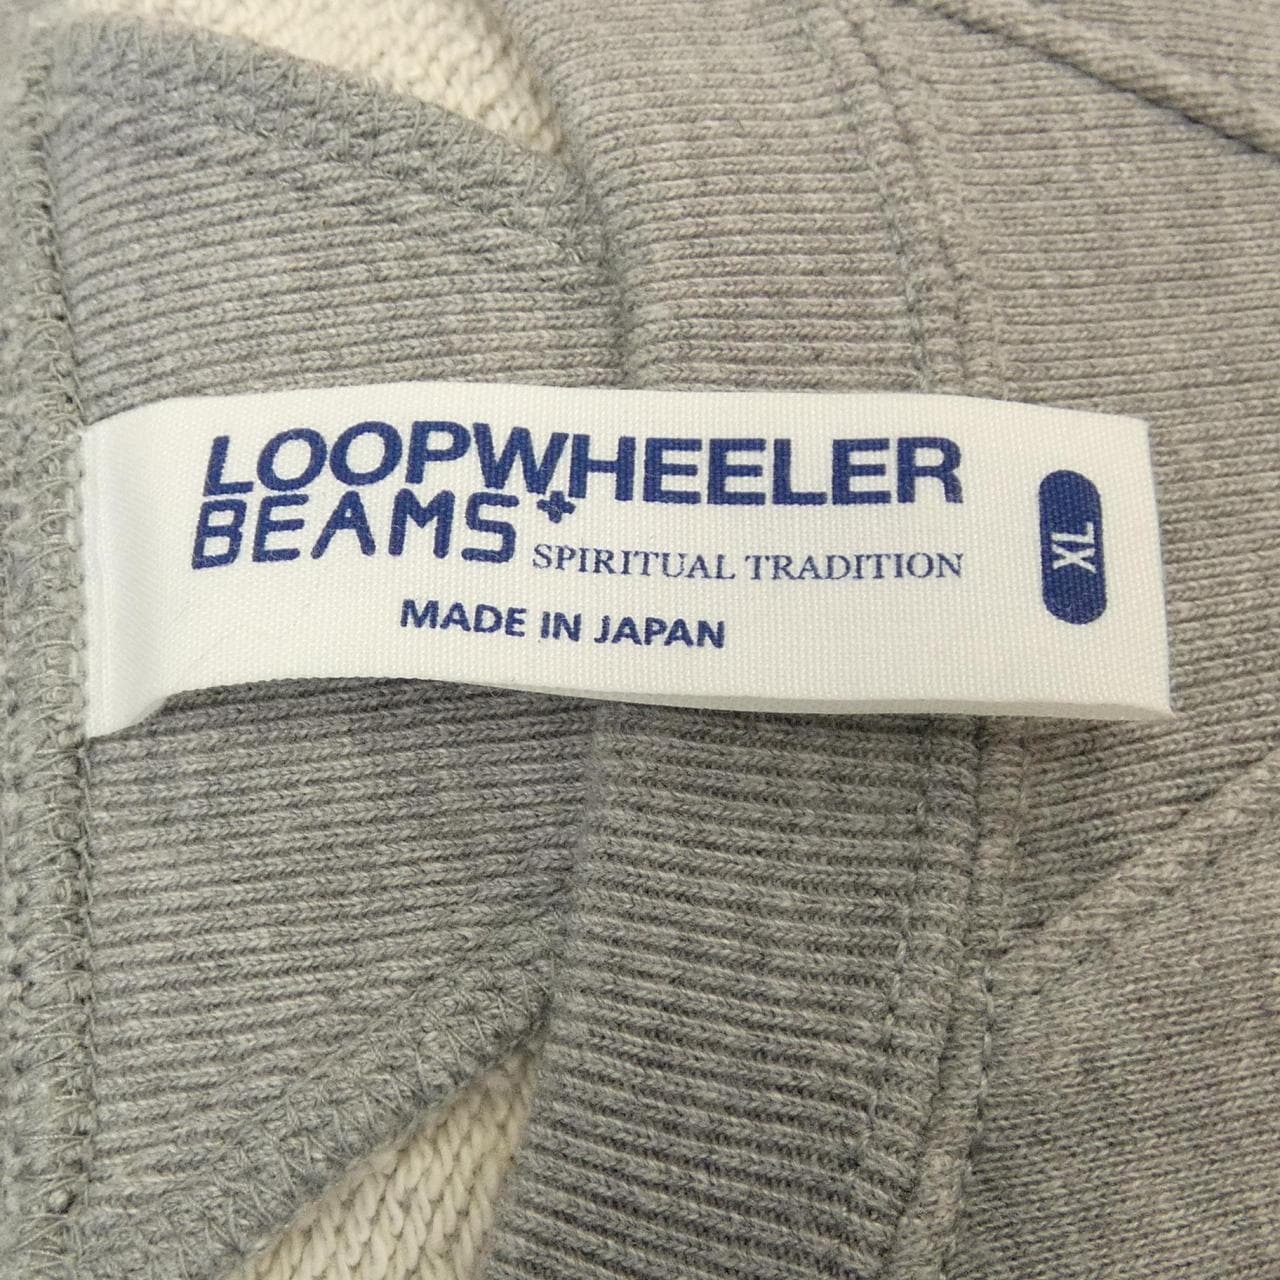 LOOPWHEELER
BEAMS+ SPIRITUAL TRADITION
MADE IN JAPAN
XL